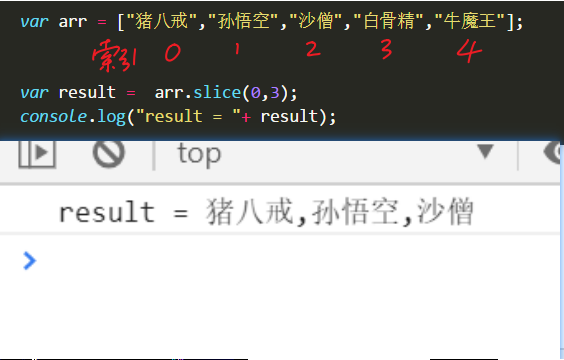 var arr = ["猪八戒","孙悟空","沙僧","白骨精","牛魔王"];
索引 0 1 2 3 4
var result =  arr.slice(0,3);
console.log("result = "+ result);
top
result = 猪八戒,孙悟空,沙僧
>